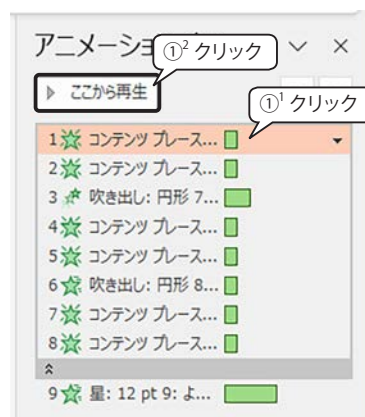 アニメーショ
①² クリック
ここから再生
①¹ クリック
1 コンテンツ プレース...
2 コンテンツ プレース...
3 吹き出し: 円形 7...
4 コンテンツ プレース...
5 コンテンツ プレース...
6 吹き出し: 円形 8...
7 コンテンツ プレース...
8 コンテンツ プレース...
9 星: 12 pt 9: よ...